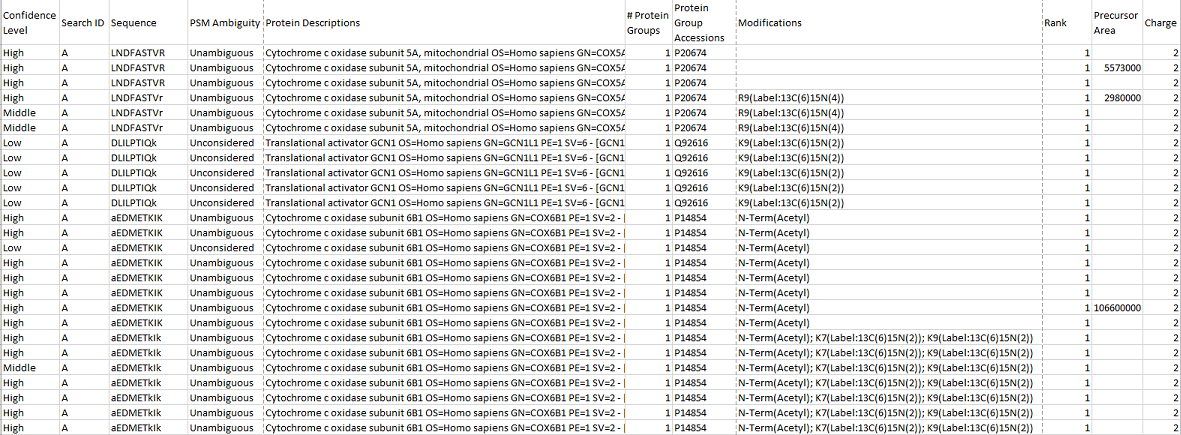 Confidence Level Search ID Sequence PSM Ambiguity Protein Descriptions # Protein Groups Protein Group Accessions Modifications Rank Precursor Area Charge
High A LNDFASTVR Unambiguous Cytochrome c oxidase subunit 5A, mitochondrial OS=Homo sapiens GN=COX5A 1 P20674 1 2
High A LNDFASTVR Unambiguous Cytochrome c oxidase subunit 5A, mitochondrial OS=Homo sapiens GN=COX5A 1 P20674 1 5573000 2
High A LNDFASTVR Unambiguous Cytochrome c oxidase subunit 5A, mitochondrial OS=Homo sapiens GN=COX5A 1 P20674 1 2
High A LNDFASTVr Unambiguous Cytochrome c oxidase subunit 5A, mitochondrial OS=Homo sapiens GN=COX5A 1 P20674 R9(Label:13C(6)15N(4)) 1 2980000 2
Middle A LNDFASTVr Unambiguous Cytochrome c oxidase subunit 5A, mitochondrial OS=Homo sapiens GN=COX5A 1 P20674 R9(Label:13C(6)15N(4)) 1 2
Middle A LNDFASTVr Unambiguous Cytochrome c oxidase subunit 5A, mitochondrial OS=Homo sapiens GN=COX5A 1 P20674 R9(Label:13C(6)15N(4)) 1 2
Low A DLILPTIQk Unconsidered Translational activator GCN1 OS=Homo sapiens GN=GCN1L1 PE=1 SV=6 - [GCN1 1 Q92616 K9(Label:13C(6)15N(2)) 1 2
Low A DLILPTIQk Unconsidered Translational activator GCN1 OS=Homo sapiens GN=GCN1L1 PE=1 SV=6 - [GCN1 1 Q92616 K9(Label:13C(6)15N(2)) 1 2
Low A DLILPTIQk Unconsidered Translational activator GCN1 OS=Homo sapiens GN=GCN1L1 PE=1 SV=6 - [GCN1 1 Q92616 K9(Label:13C(6)15N(2)) 1 2
Low A DLILPTIQk Unconsidered Translational activator GCN1 OS=Homo sapiens GN=GCN1L1 PE=1 SV=6 - [GCN1 1 Q92616 K9(Label:13C(6)15N(2)) 1 2
Low A DLILPTIQk Unconsidered Translational activator GCN1 OS=Homo sapiens GN=GCN1L1 PE=1 SV=6 - [GCN1 1 Q92616 K9(Label:13C(6)15N(2)) 1 2
High A aEDMETKIK Unambiguous Cytochrome c oxidase subunit 6B1 OS=Homo sapiens GN=COX6B1 PE=1 SV=2 - [ 1 P14854 N-Term(Acetyl) 1 2
High A aEDMETKIK Unambiguous Cytochrome c oxidase subunit 6B1 OS=Homo sapiens GN=COX6B1 PE=1 SV=2 - [ 1 P14854 N-Term(Acetyl) 1 2
Low A aEDMETKIK Unconsidered Cytochrome c oxidase subunit 6B1 OS=Homo sapiens GN=COX6B1 PE=1 SV=2 - [ 1 P14854 N-Term(Acetyl) 1 2
High A aEDMETKIK Unambiguous Cytochrome c oxidase subunit 6B1 OS=Homo sapiens GN=COX6B1 PE=1 SV=2 - [ 1 P14854 N-Term(Acetyl) 1 2
High A aEDMETKIK Unambiguous Cytochrome c oxidase subunit 6B1 OS=Homo sapiens GN=COX6B1 PE=1 SV=2 - [ 1 P14854 N-Term(Acetyl) 1 2
High A aEDMETKIK Unambiguous Cytochrome c oxidase subunit 6B1 OS=Homo sapiens GN=COX6B1 PE=1 SV=2 - [ 1 P14854 N-Term(Acetyl) 1 2
High A aEDMETKIK Unambiguous Cytochrome c oxidase subunit 6B1 OS=Homo sapiens GN=COX6B1 PE=1 SV=2 - [ 1 P14854 N-Term(Acetyl) 1 106600000 2
High A aEDMETKIK Unambiguous Cytochrome c oxidase subunit 6B1 OS=Homo sapiens GN=COX6B1 PE=1 SV=2 - [ 1 P14854 N-Term(Acetyl) 1 2
High A aEDMETkIk Unambiguous Cytochrome c oxidase subunit 6B1 OS=Homo sapiens GN=COX6B1 PE=1 SV=2 - [ 1 P14854 N-Term(Acetyl); K7(Label:13C(6)15N(2)); K9(Label:13C(6)15N(2)) 1 2
High A aEDMETkIk Unambiguous Cytochrome c oxidase subunit 6B1 OS=Homo sapiens GN=COX6B1 PE=1 SV=2 - [ 1 P14854 N-Term(Acetyl); K7(Label:13C(6)15N(2)); K9(Label:13C(6)15N(2)) 1 2
Middle A aEDMETkIk Unambiguous Cytochrome c oxidase subunit 6B1 OS=Homo sapiens GN=COX6B1 PE=1 SV=2 - [ 1 P14854 N-Term(Acetyl); K7(Label:13C(6)15N(2)); K9(Label:13C(6)15N(2)) 1 2
High A aEDMETkIk Unambiguous Cytochrome c oxidase subunit 6B1 OS=Homo sapiens GN=COX6B1 PE=1 SV=2 - [ 1 P14854 N-Term(Acetyl); K7(Label:13C(6)15N(2)); K9(Label:13C(6)15N(2)) 1 2
High A aEDMETkIk Unambiguous Cytochrome c oxidase subunit 6B1 OS=Homo sapiens GN=COX6B1 PE=1 SV=2 - [ 1 P14854 N-Term(Acetyl); K7(Label:13C(6)15N(2)); K9(Label:13C(6)15N(2)) 1 2
High A aEDMETkIk Unambiguous Cytochrome c oxidase subunit 6B1 OS=Homo sapiens GN=COX6B1 PE=1 SV=2 - [ 1 P14854 N-Term(Acetyl); K7(Label:13C(6)15N(2)); K9(Label:13C(6)15N(2)) 1 2
High A aEDMETkIk Unambiguous Cytochrome c oxidase subunit 6B1 OS=Homo sapiens GN=COX6B1 PE=1 SV=2 - [ 1 P14854 N-Term(Acetyl); K7(Label:13C(6)15N(2)); K9(Label:13C(6)15N(2)) 1 2